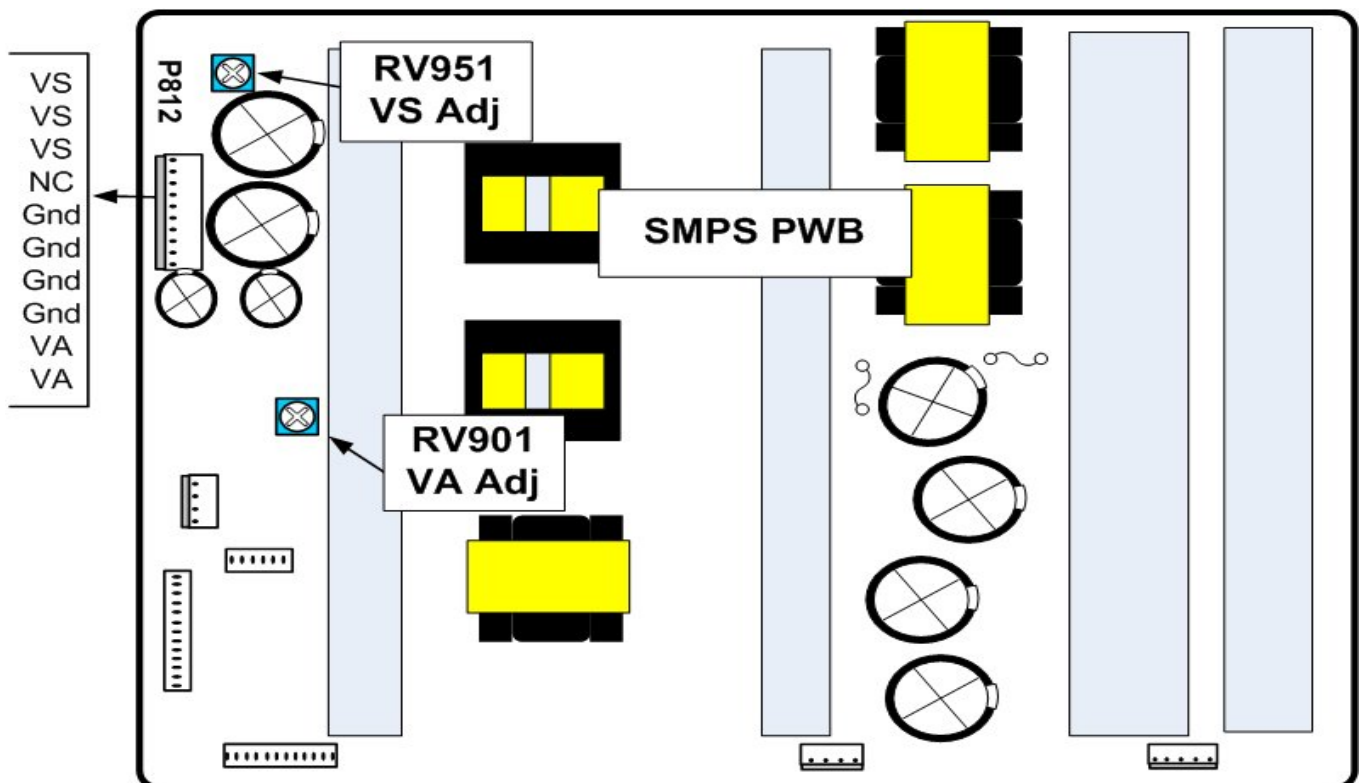 VS
VS
VS
NC
Gnd
Gnd
Gnd
Gnd
VA
VA
P812
RV951
VS Adj
SMPS PWB
RV901
VA Adj